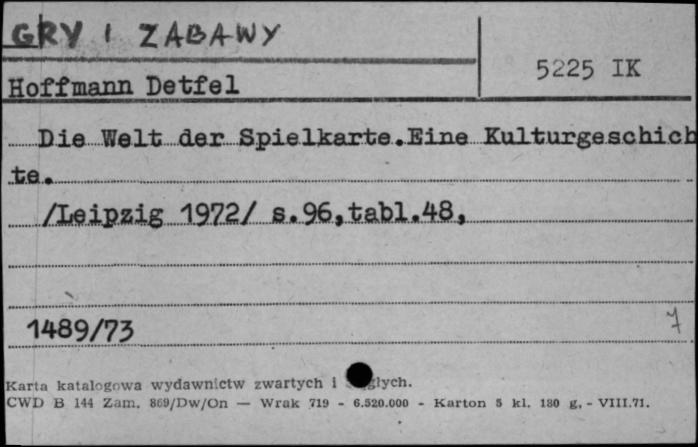 GRY I ZABAWY
5225 IK
Hoffmann Detfel
Die Welt der Spielkarte.Eine Kulturgeschich
te.
/Leipzig 1972/ s.96,tabl.48,
1489/73
7
Karta katalogowa wydawnictw zwartych i
CWD B 144 Zam. 869/Dw/On — Wrak 719 - 6.520.000 - Karton 5 kl. 180 g. - VIII.71.